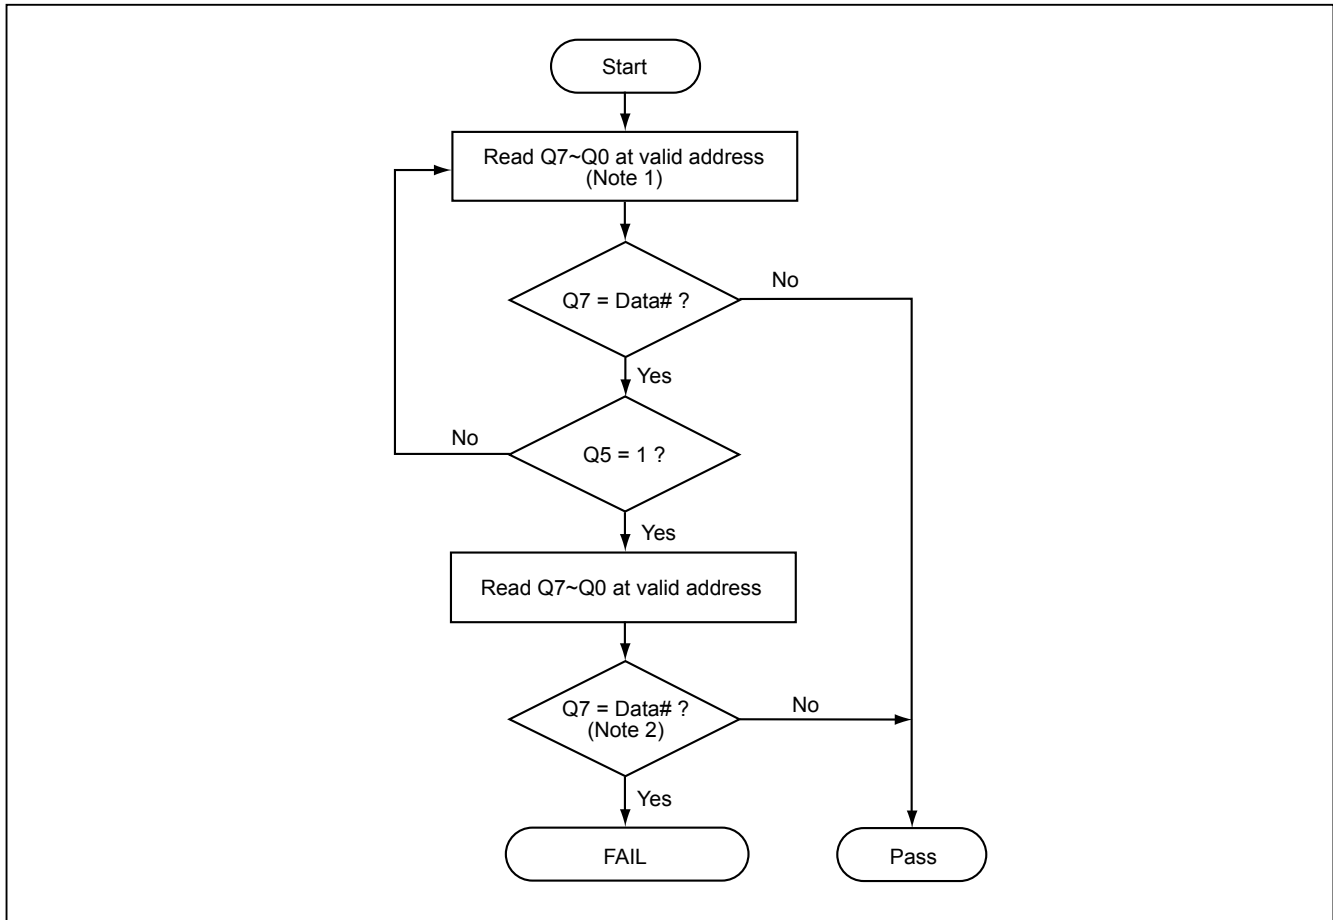 Start
Read Q7~Q0 at valid address
(Note 1)
No
Q7 = Data# ?
Yes
No
Q5 = 1 ?
Yes
Read Q7~Q0 at valid address
Q7 = Data# ?
(Note 2)
No
Yes
FAIL
Pass